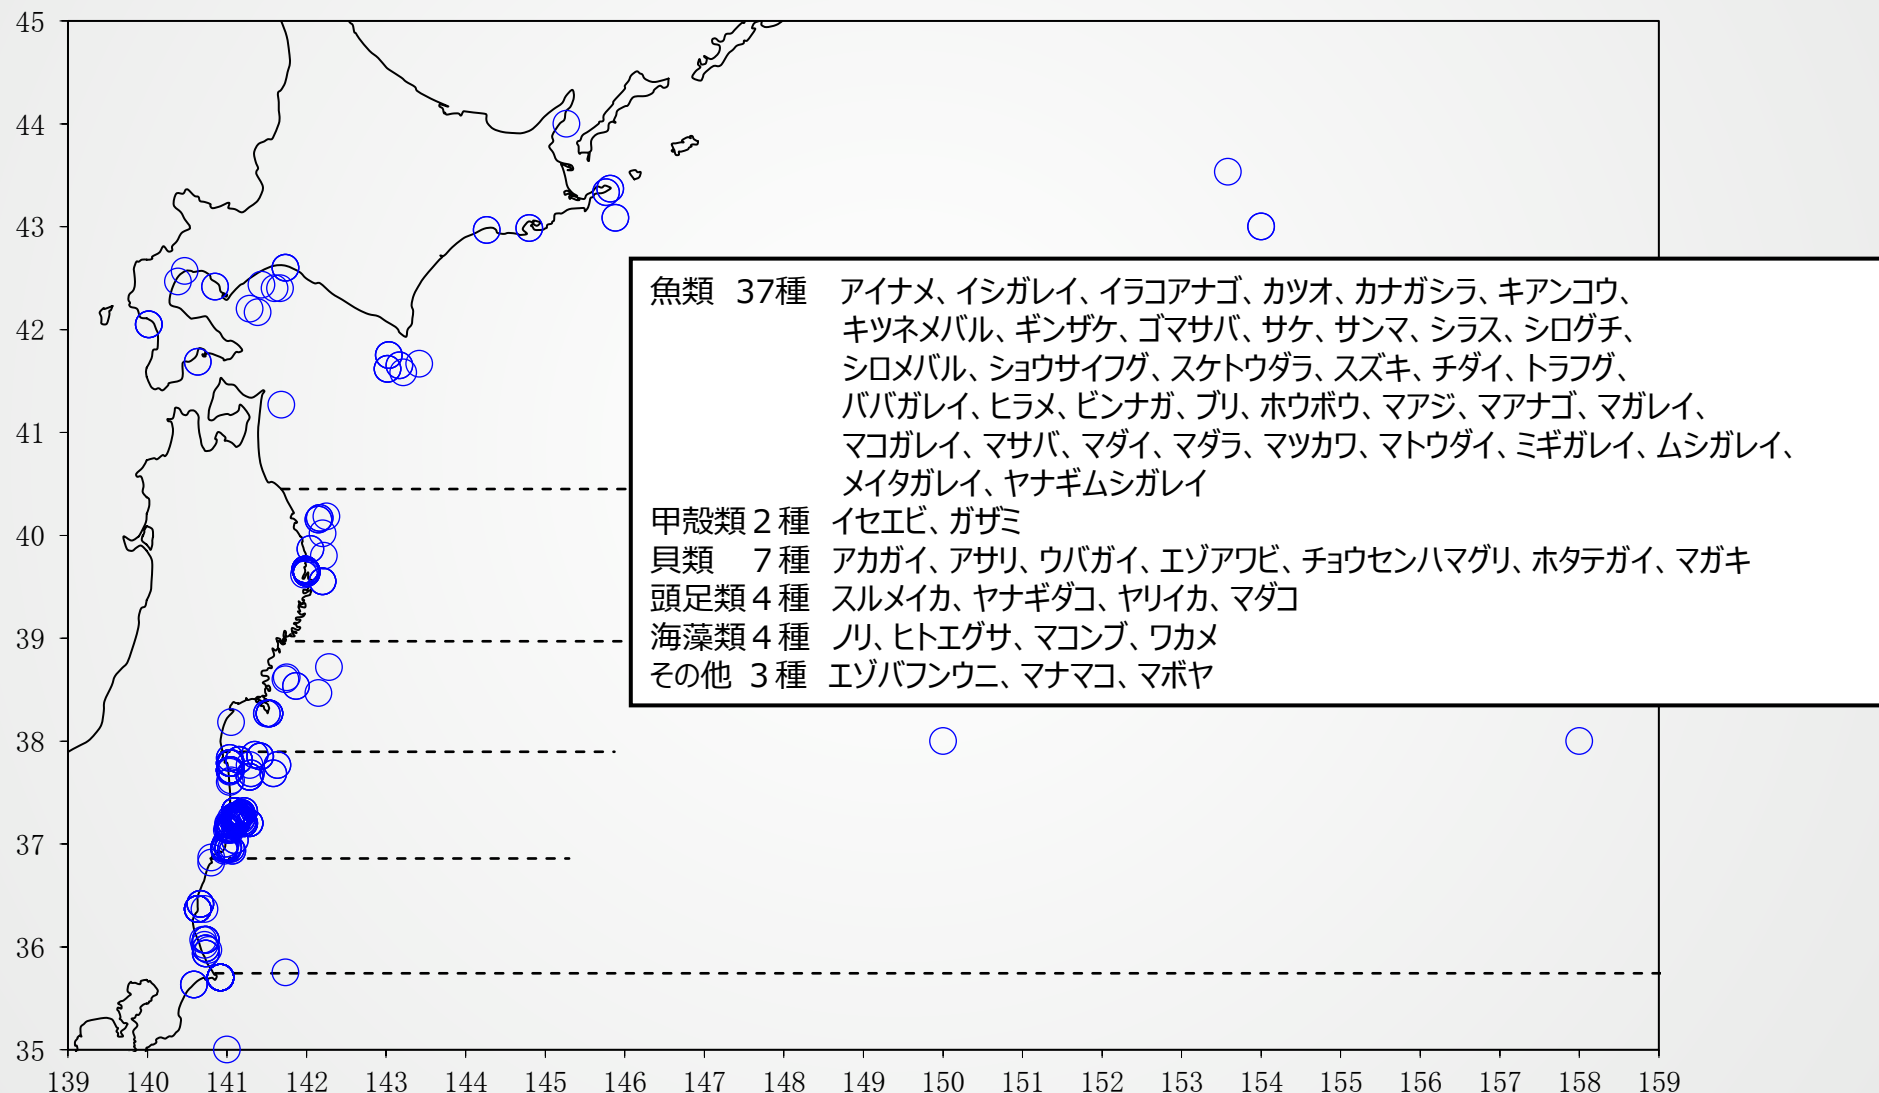 45
44
43
42
41
40
39
38
37
36
35
139 140 141 142 143 144 145 146 147 148 149 150 151 152 153 154 155 156 157 158 159
魚類 37種 アイナメ、イシガレイ、イラコアナゴ、カツオ、カナガシラ、キアンコウ、
キツネメバル、ギンザケ、ゴマサバ、サケ、サンマ、シラス、シログチ、
シロメバル、ショウサイフグ、スケトウダラ、スズキ、チダイ、トラフグ、
ババガレイ、ヒラメ、ビンナガ、ブリ、ホウボウ、マアジ、マアナゴ、マガレイ、
マコガレイ、マサバ、マダイ、マダラ、マツカワ、マトウダイ、ミギガレイ、ムシガレイ、
メイタガレイ、ヤナギムシガレイ
甲殻類２種 イセエビ、ガザミ
貝類 ７種 アカガイ、アサリ、ウバガイ、エゾアワビ、チョウセンハマグリ、ホタテガイ、マガキ
頭足類４種 スルメイカ、ヤナギダコ、ヤリイカ、マダコ
海藻類４種 ノリ、ヒトエグサ、マコンブ、ワカメ
その他 ３種 エゾバフンウニ、マナマコ、マボヤ